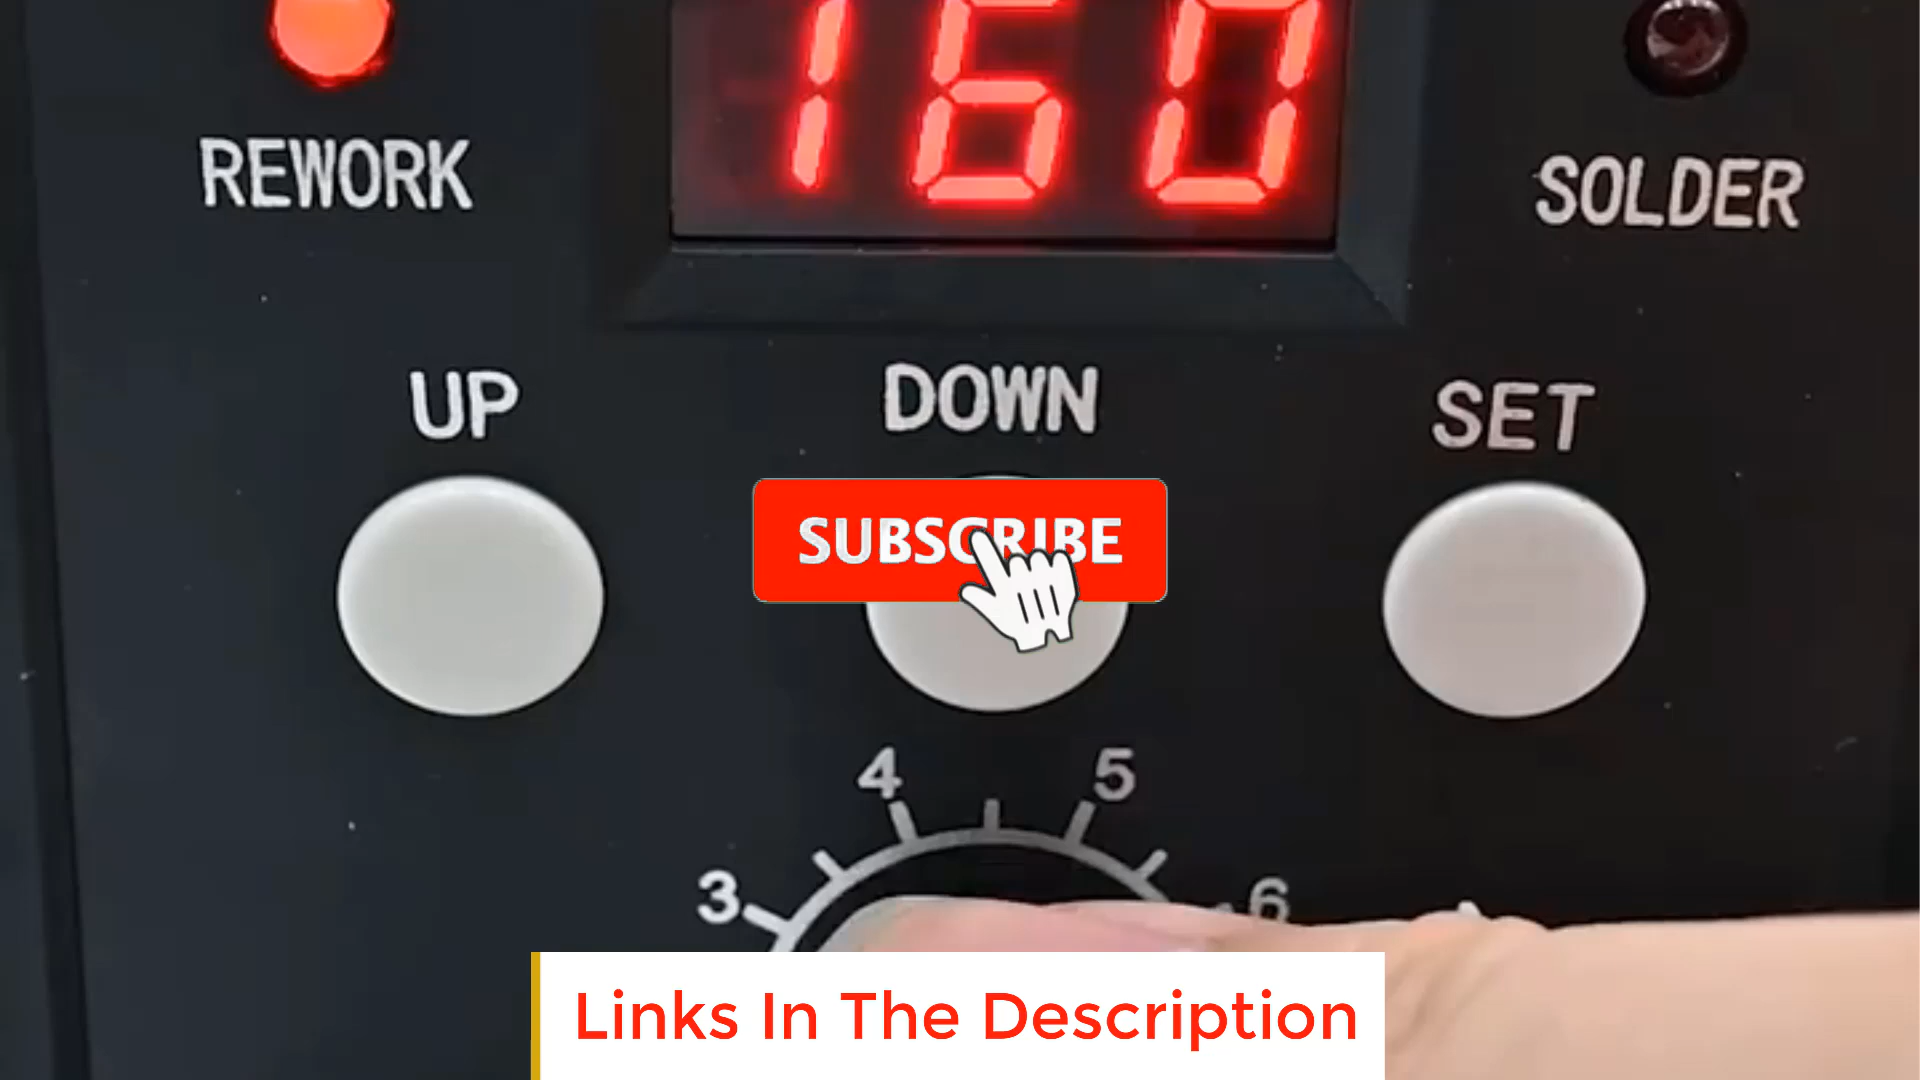 160
REWORK
SOLDER
UP
DOWN
SET
SUBSCRIBE
4
5
3
6
Links In The Description